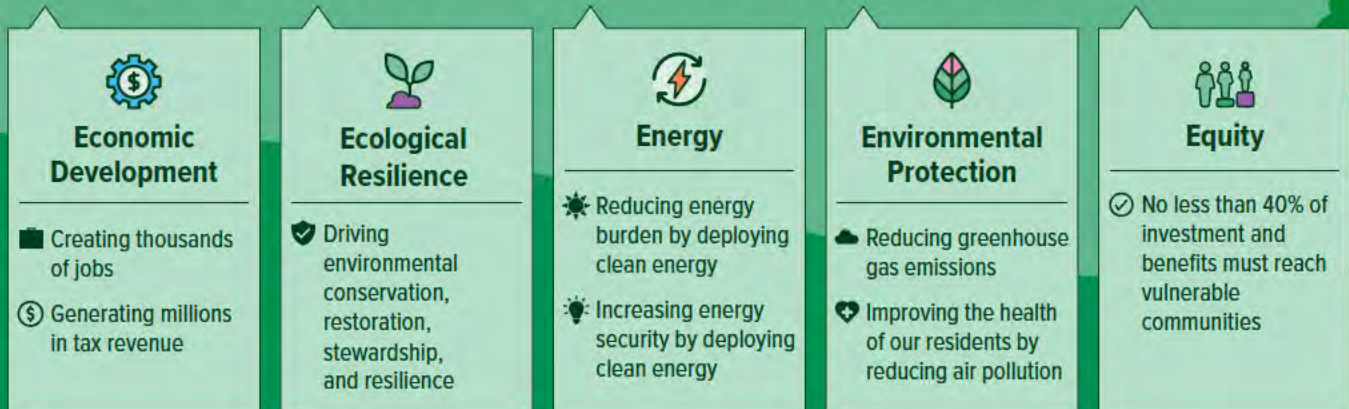 Economic
Development
Creating thousands
of jobs
$ Generating millions
in tax revenue
Ecological
Resilience
Driving
environmental
conservation,
restoration,
stewardship,
and resilience
Energy
Reducing energy
burden by deploying
clean energy
Increasing energy
security by deploying
clean energy
Environmental
Protection
Reducing greenhouse
gas emissions
Improving the health
of our residents by
reducing air pollution
Equity
No less than 40% of
investment and
benefits must reach
vulnerable
communities